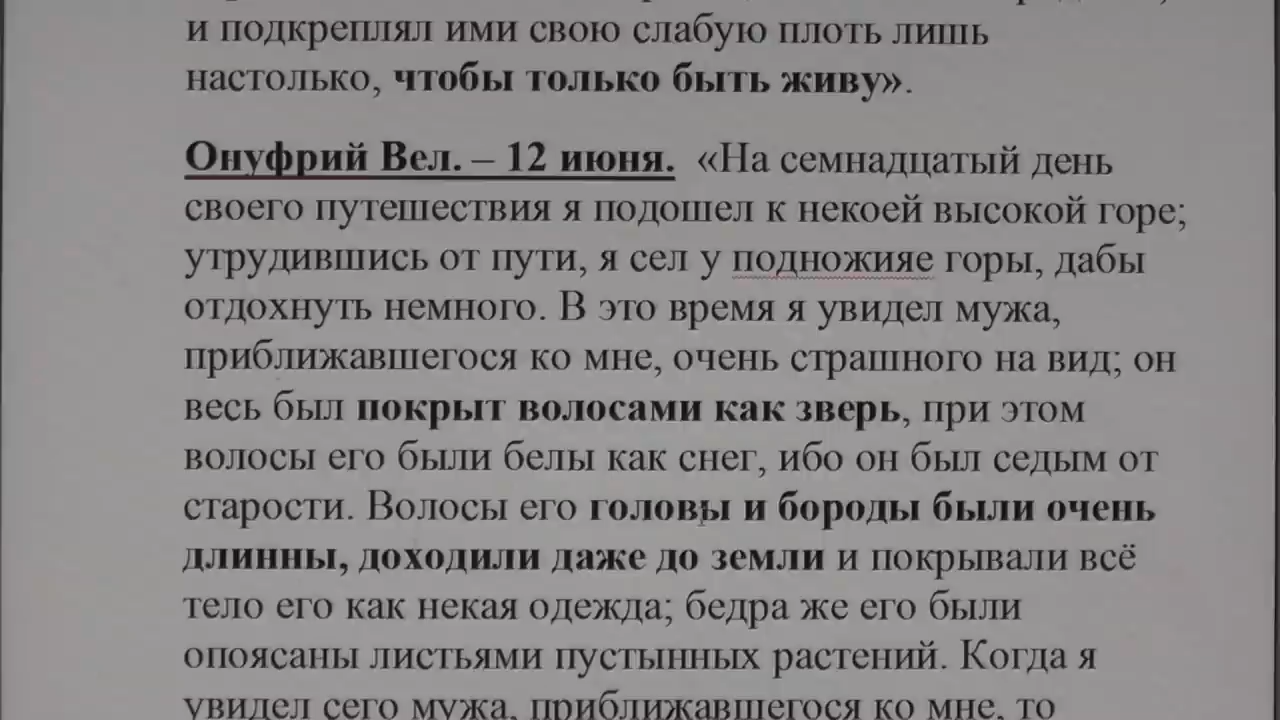 и подкреплял ими свою слабую плоть лишь
настолько, чтобы только быть живу».
Онуфрий Вел. – 12 июня. «На семнадцатый день
своего путешествия я подошел к некоей высокой горе;
утрудившись от пути, я сел у подножияе горы, дабы
отдохнуть немного. В это время я увидел мужа,
приближавшегося ко мне, очень страшного на вид; он
весь был покрыт волосами как зверь, при этом
волосы его были белы как снег, ибо он был седым от
старости. Волосы его головы и бороды были очень
длинны, доходили даже до земли и покрывали всё
тело его как некая одежда; бедра же его были
опоясаны листьями пустынных растений. Когда я
увидел сего мужа, приближавшегося ко мне, то